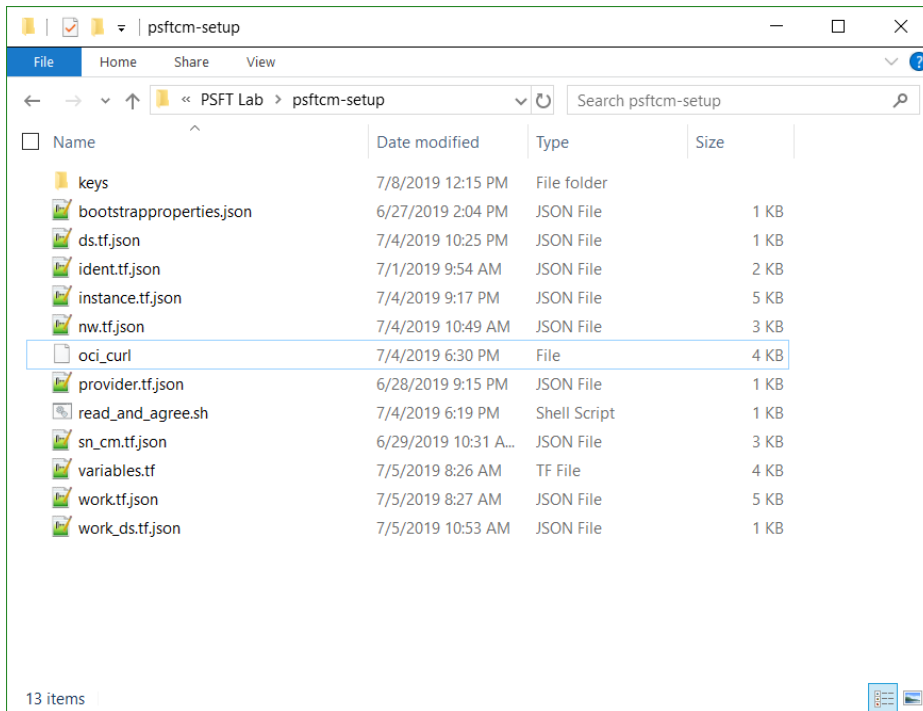 psftcm-setup
File Home Share View
« PSFT Lab > psftcm-setup Search psftcm-setup
Name Date modified Type Size
keys 7/8/2019 12:15 PM File folder
bootstrapproperties.json 6/27/2019 2:04 PM JSON File 1 KB
ds.tf.json 7/4/2019 10:25 PM JSON File 1 KB
ident.tf.json 7/1/2019 9:54 AM JSON File 2 KB
instance.tf.json 7/4/2019 9:17 PM JSON File 5 KB
nw.tf.json 7/4/2019 10:49 AM JSON File 3 KB
oci_curl 7/4/2019 6:30 PM File 4 KB
provider.tf.json 6/28/2019 9:15 PM JSON File 1 KB
read_and_agree.sh 7/4/2019 6:19 PM Shell Script 1 KB
sn_cm.tf.json 6/29/2019 10:31 A... JSON File 3 KB
variables.tf 7/5/2019 8:26 AM TF File 4 KB
work.tf.json 7/5/2019 8:27 AM JSON File 5 KB
work_ds.tf.json 7/5/2019 10:53 AM JSON File 1 KB
13 items